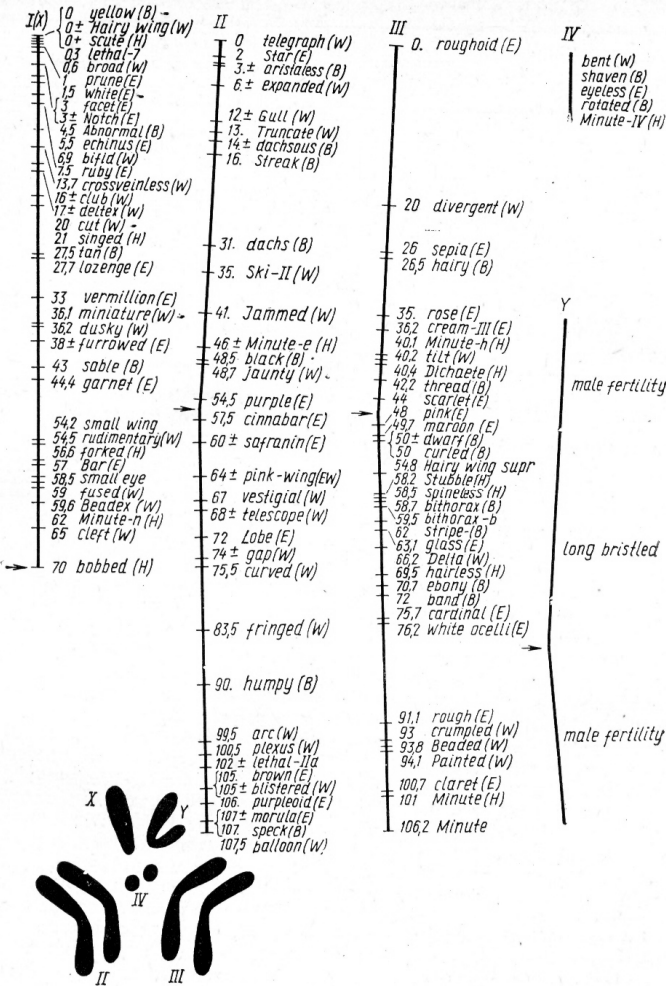 I(X)
0 yellow (B)
0± Hairy wing (W)
0+ scute (H)
0,3 lethal-7
0,6 broad (W)
1 prune (E)
1,5 white (E)
3 facet (E)
3± Notch (E)
4,5 Abnormal (B)
5,5 echinus (E)
6,9 bifid (W)
7,5 ruby (E)
13,7 crossveinless (W)
16± club (W)
17± deltex (W)
20 cut (W)
21 singed (H)
27,5 tan (B)
27,7 lozenge (E)
33 vermillion (E)
36,1 miniature (W)
36,2 dusky (W)
38± furrowed (E)
43 sable (B)
44,4 garnet (E)
54,2 small wing
54,5 rudimentary (W)
56,6 forked (H)
57 Bar (E)
58,5 small eye
59 fused (W)
59,6 Beadex (W)
62 Minute-n (H)
65 cleft (W)
70 bobbed (H)
II
0 telegraph (W)
2 Star (E)
3.± aristaless (B)
6.± expanded (W)
12.± Gull (W)
13. Truncate (W)
14± dachsous (B)
16. Streak (B)
31. dachs (B)
35. Ski-II (W)
41. Jammed (W)
46± Minute-e (H)
48,5 black (B)
48,7 jaunty (W)
54,5 purple (E)
57,5 cinnabar (E)
60± safranin (E)
64± pink-wing (EW)
67 vestigial (W)
68± telescope (W)
72 Lobe (E)
74± gap (W)
75,5 curved (W)
83,5 fringed (W)
90. humpy (B)
99,5 arc (W)
100,5 plexus (W)
102± lethal-IIa
105. brown (E)
105± blistered (W)
106. purpleoid (E)
107± morula (E)
107. speck (B)
107,5 balloon (W)
III
0. roughoid (E)
20 divergent (W)
26 sepia (E)
26,5 hairy (B)
35. rose (E)
36,2 cream-III (E)
40,1 Minute-h (H)
40,2 tilt (W)
40,4 Dichaete (H)
42,2 thread (B)
44 scarlet (E)
48 pink (E)
49,7 maroon (E)
50± dwarf (B)
50 curled (B)
54,8 Hairy wing supr
58,2 Stubble (H)
58,5 spineless (H)
58,7 bithorax (B)
59,5 bithorax-b
62 stripe-(B)
63,1 glass (E)
66,2 Delta (W)
69,5 hairless (H)
70,7 ebony (B)
72 band (B)
75,7 cardinal (E)
76,2 white ocelli (E)
91,1 rough (E)
93 crumpled (W)
93,8 Beaded (W)
94,1 Painted (W)
100,7 claret (E)
101 Minute (H)
106,2 Minute
IV
bent (W)
shaven (B)
eyeless (E)
rotated (B)
Minute-IV (H)
Y
male fertility
long bristled
male fertility
X
Y
IV
II
III